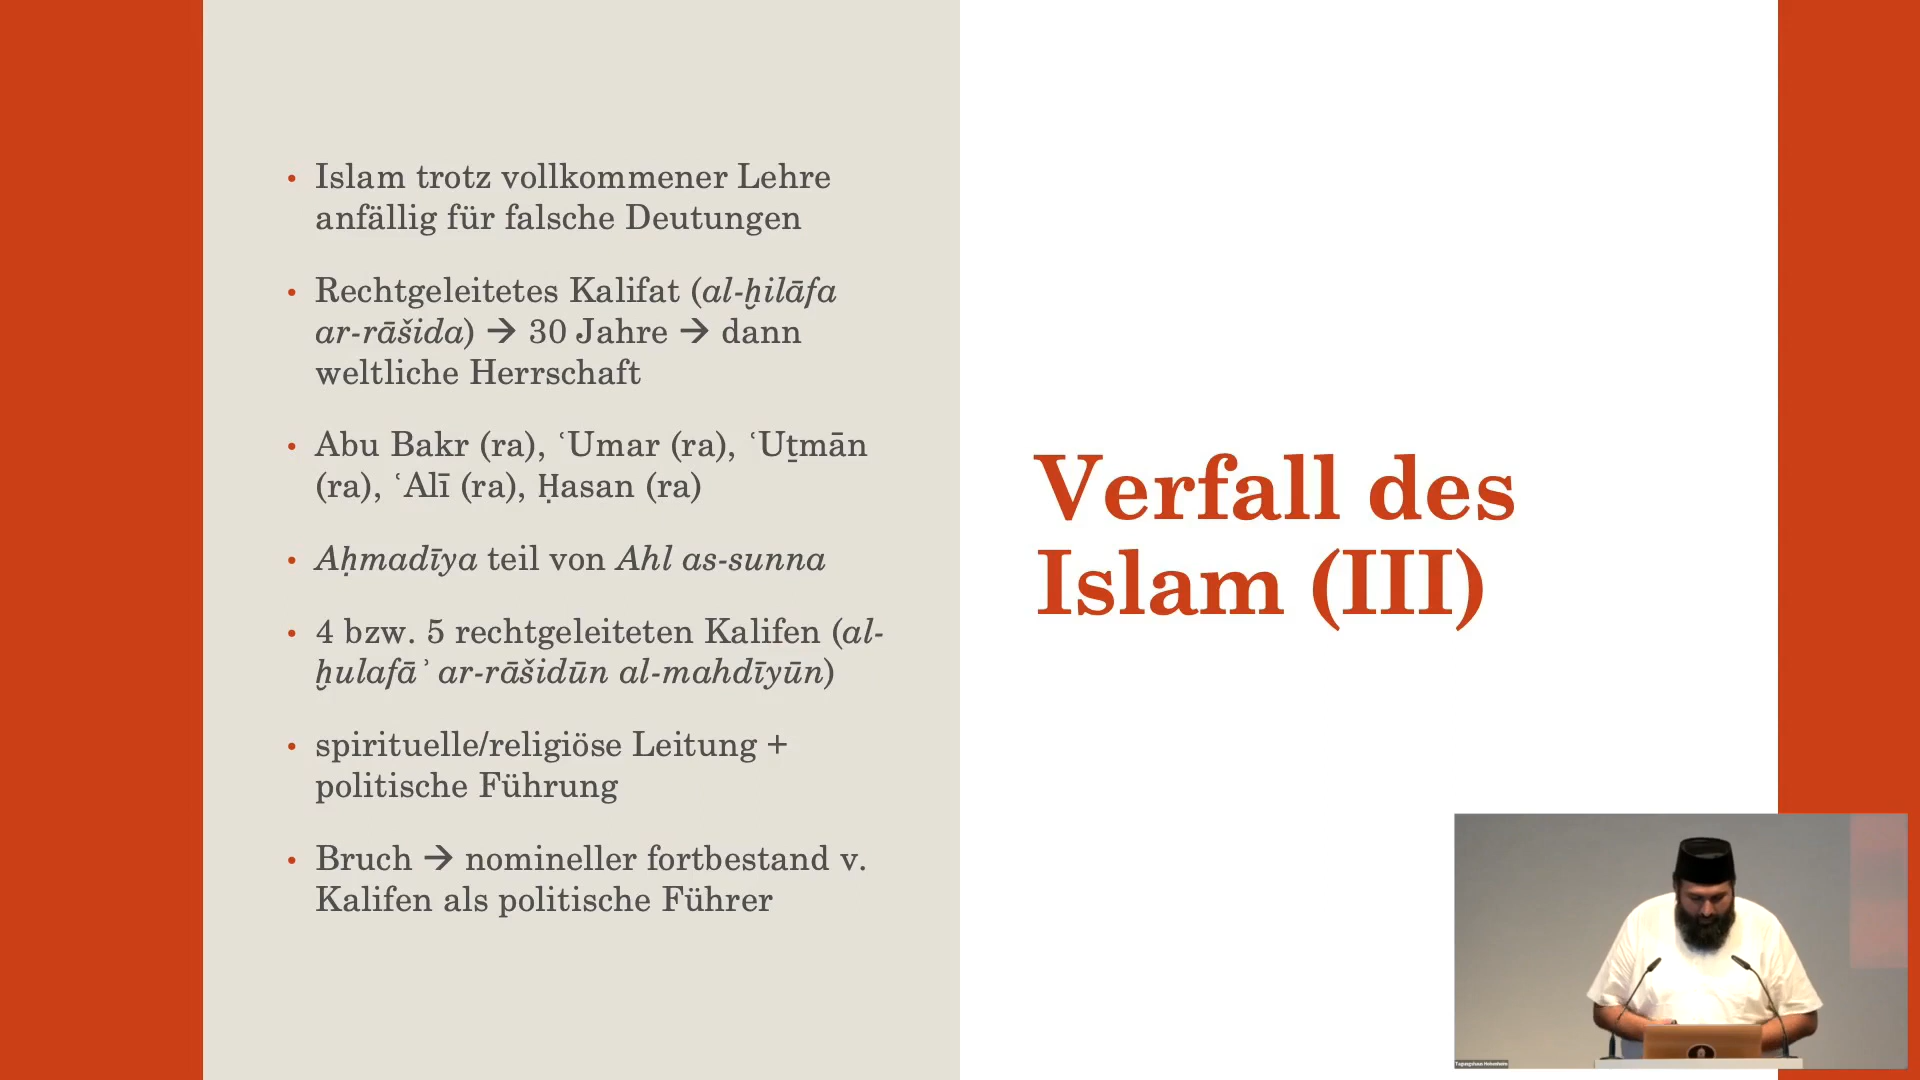 • Islam trotz vollkommener Lehre
anfällig für falsche Deutungen
• Rechtgeleitetes Kalifat (al-ḫilāfa
ar-rāšida) → 30 Jahre → dann
weltliche Herrschaft
• Abu Bakr (ra), ʿUmar (ra), ʿUṯmān
(ra), ʿAlī (ra), Ḥasan (ra)
• Aḥmadīya teil von Ahl as-sunna
• 4 bzw. 5 rechtgeleiteten Kalifen (al-
ḫulafāʾ ar-rāšidūn al-mahdīyūn)
• spirituelle/religiöse Leitung +
politische Führung
• Bruch → nomineller fortbestand v.
Kalifen als politische Führer
Verfall des
Islam (III)
Tagungshaus Hohenheim